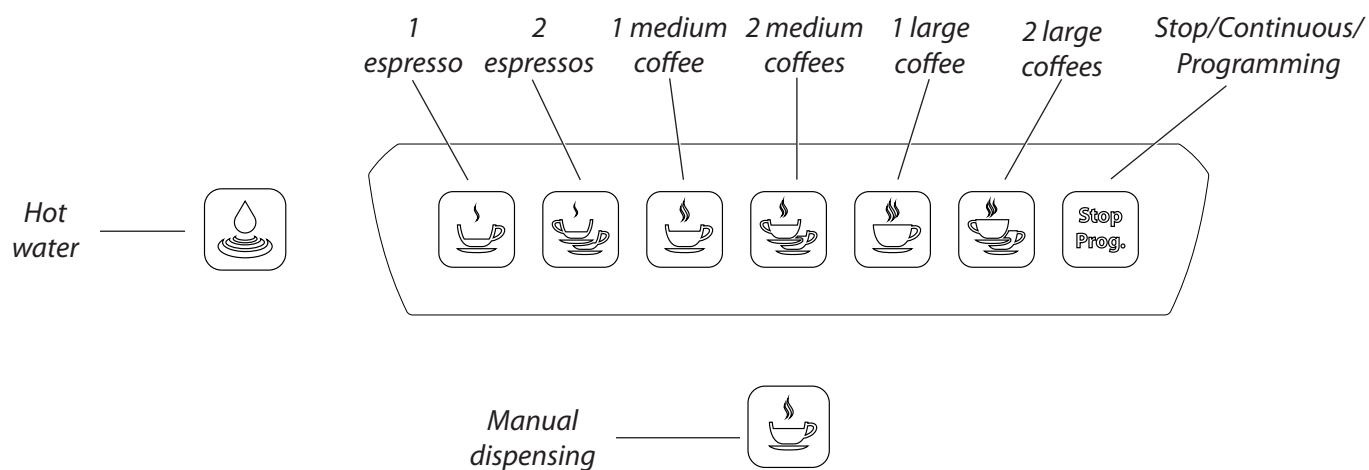 1
espresso
2
espressos
1 medium
coffee
2 medium
coffees
1 large
coffee
2 large
coffees
Stop/Continuous/
Programming
Hot
water
Stop
Prog.
Manual
dispensing